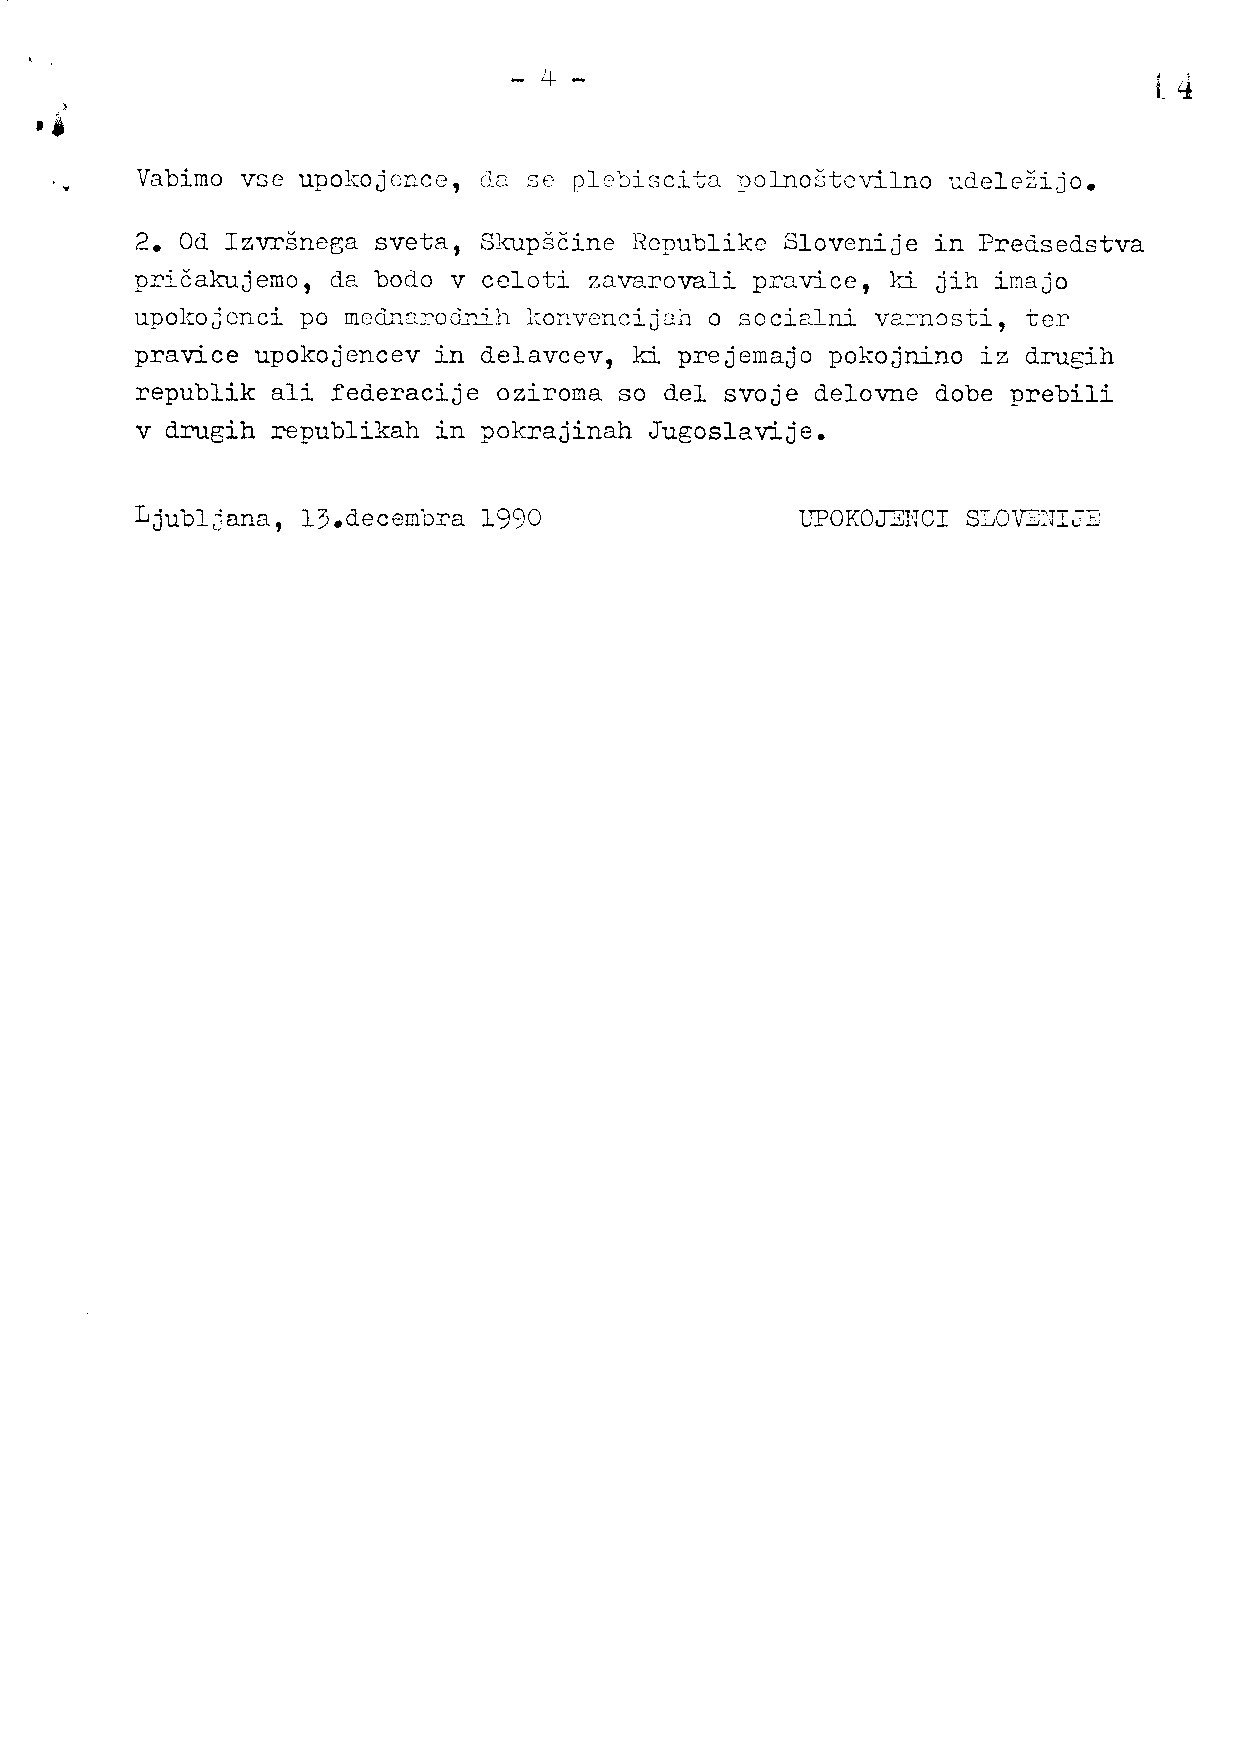 - 4 -
4
Vabimo vse upokojence, da se plebiscita polnoštevilno udeležijo.
2. Od Izvršnega sveta, Skupščine Republike Slovenije in Predsedstva
pričakujemo, da bodo v celoti zavarovali pravice, ki jih imajo
upokojenci po mednarodnih konvencijah o socialni varnosti, ter
pravice upokojencev in delavcev, ki prejemajo pokojnino iz drugih
republik ali federacije oziroma so del svoje delovne dobe prebili
v drugih republikah in pokrajinah Jugoslavije.
Ljubljana, 13.decembra 1990 UPOKOJENCI SLOVENIJE